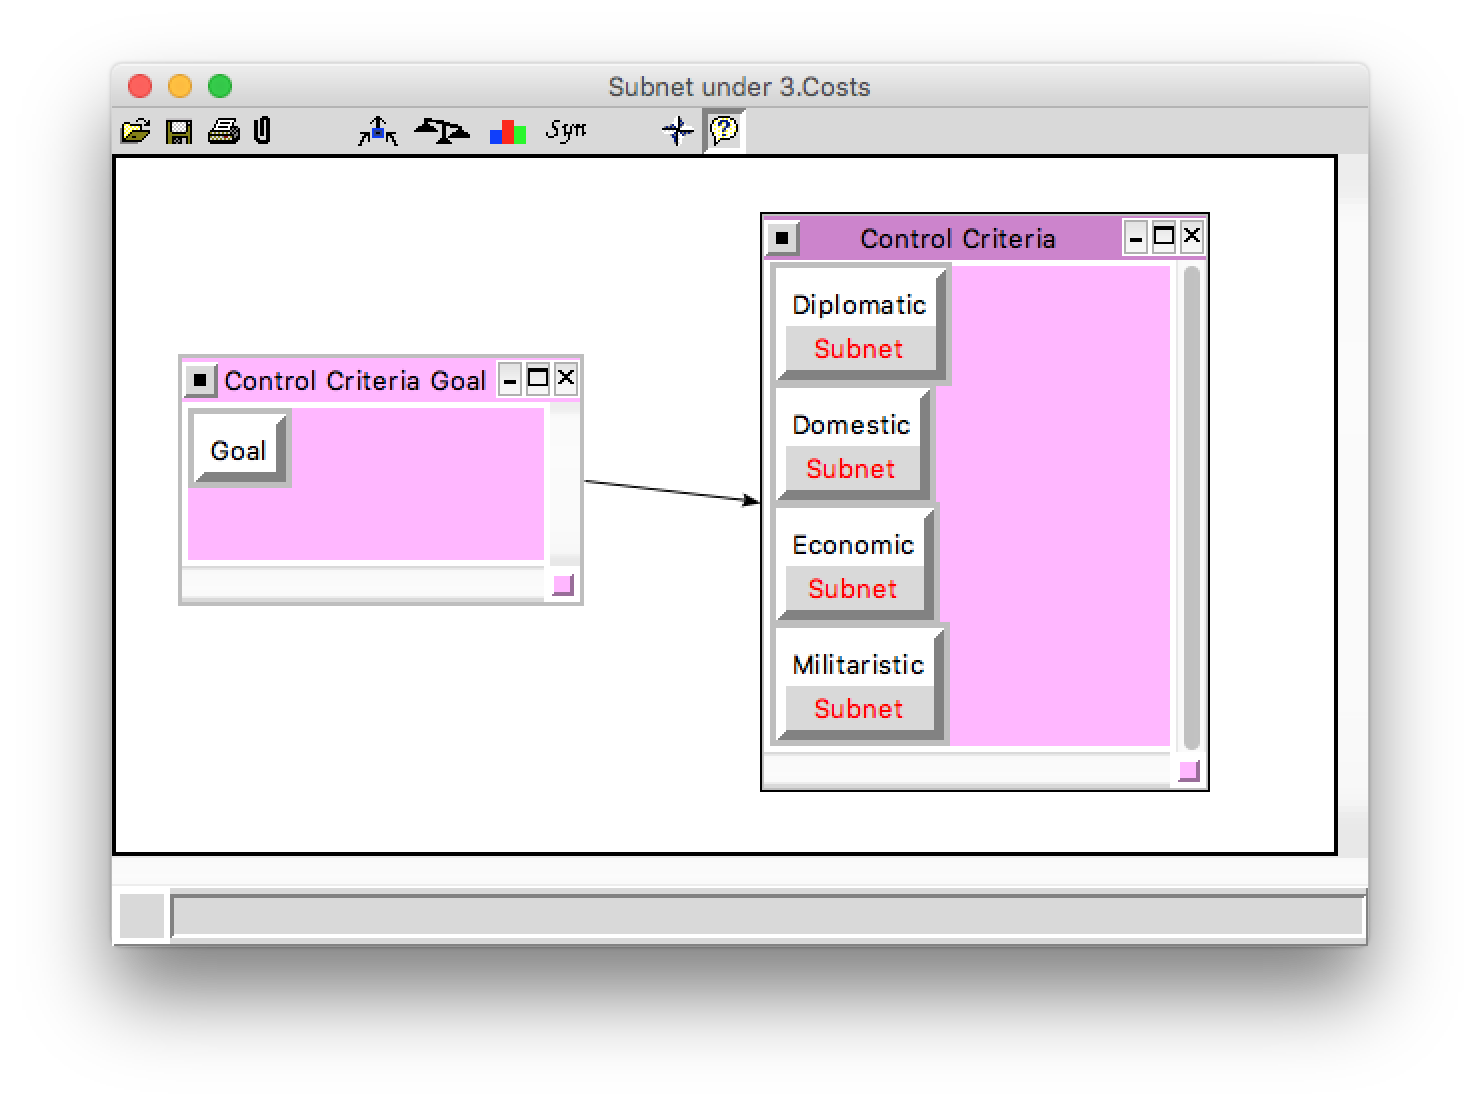 Subnet under 3.Costs
Syn
Control Criteria Goal
Goal
Control Criteria
Diplomatic
Subnet
Domestic
Subnet
Economic
Subnet
Militaristic
Subnet